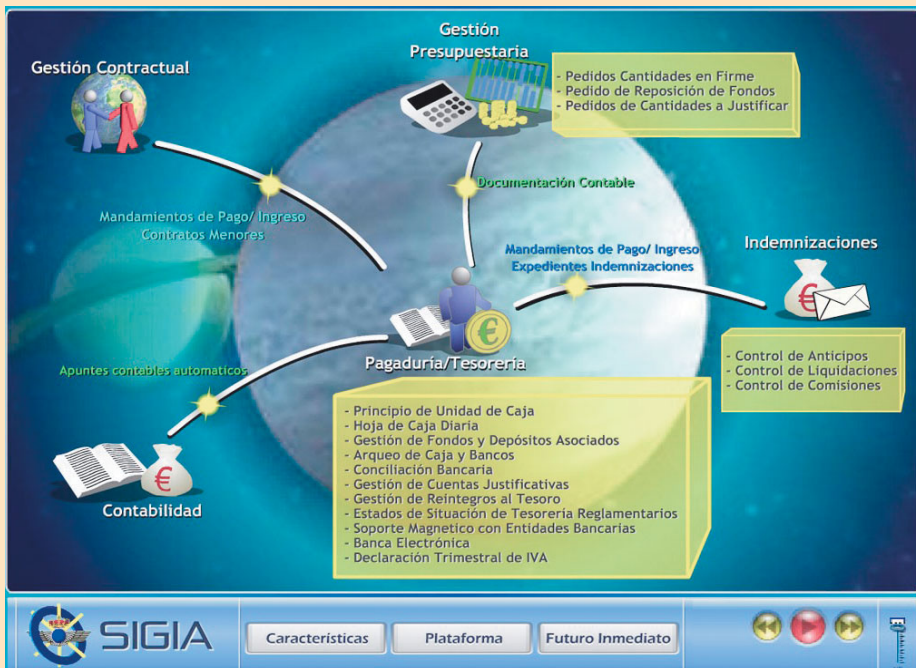 Gestión
Presupuestaria
Gestión Contractual
- Pedidos Cantidades en Firme
- Pedido de Reposición de Fondos
- Pedidos de Cantidades a Justificar
Documentación Contable
Mandamientos de Pago/ Ingreso
Contratos Menores
Mandamientos de Pago/ Ingreso
Expedientes Indemnizaciones
Indemnizaciones
Pagaduría/Tesorería
Apuntes contables automaticos
- Control de Anticipos
- Control de Liquidaciones
- Control de Comisiones
- Principio de Unidad de Caja
- Hoja de Caja Diaria
- Gestión de Fondos y Depósitos Asociados
- Arqueo de Caja y Bancos
- Conciliación Bancaria
- Gestión de Cuentas Justificativas
- Gestión de Reintegros al Tesoro
- Estados de Situación de Tesorería Reglamentarios
- Soporte Magnetico con Entidades Bancarias
- Banca Electrónica
- Declaración Trimestral de IVA
Contabilidad
SIGIA
Características
Plataforma
Futuro Inmediato